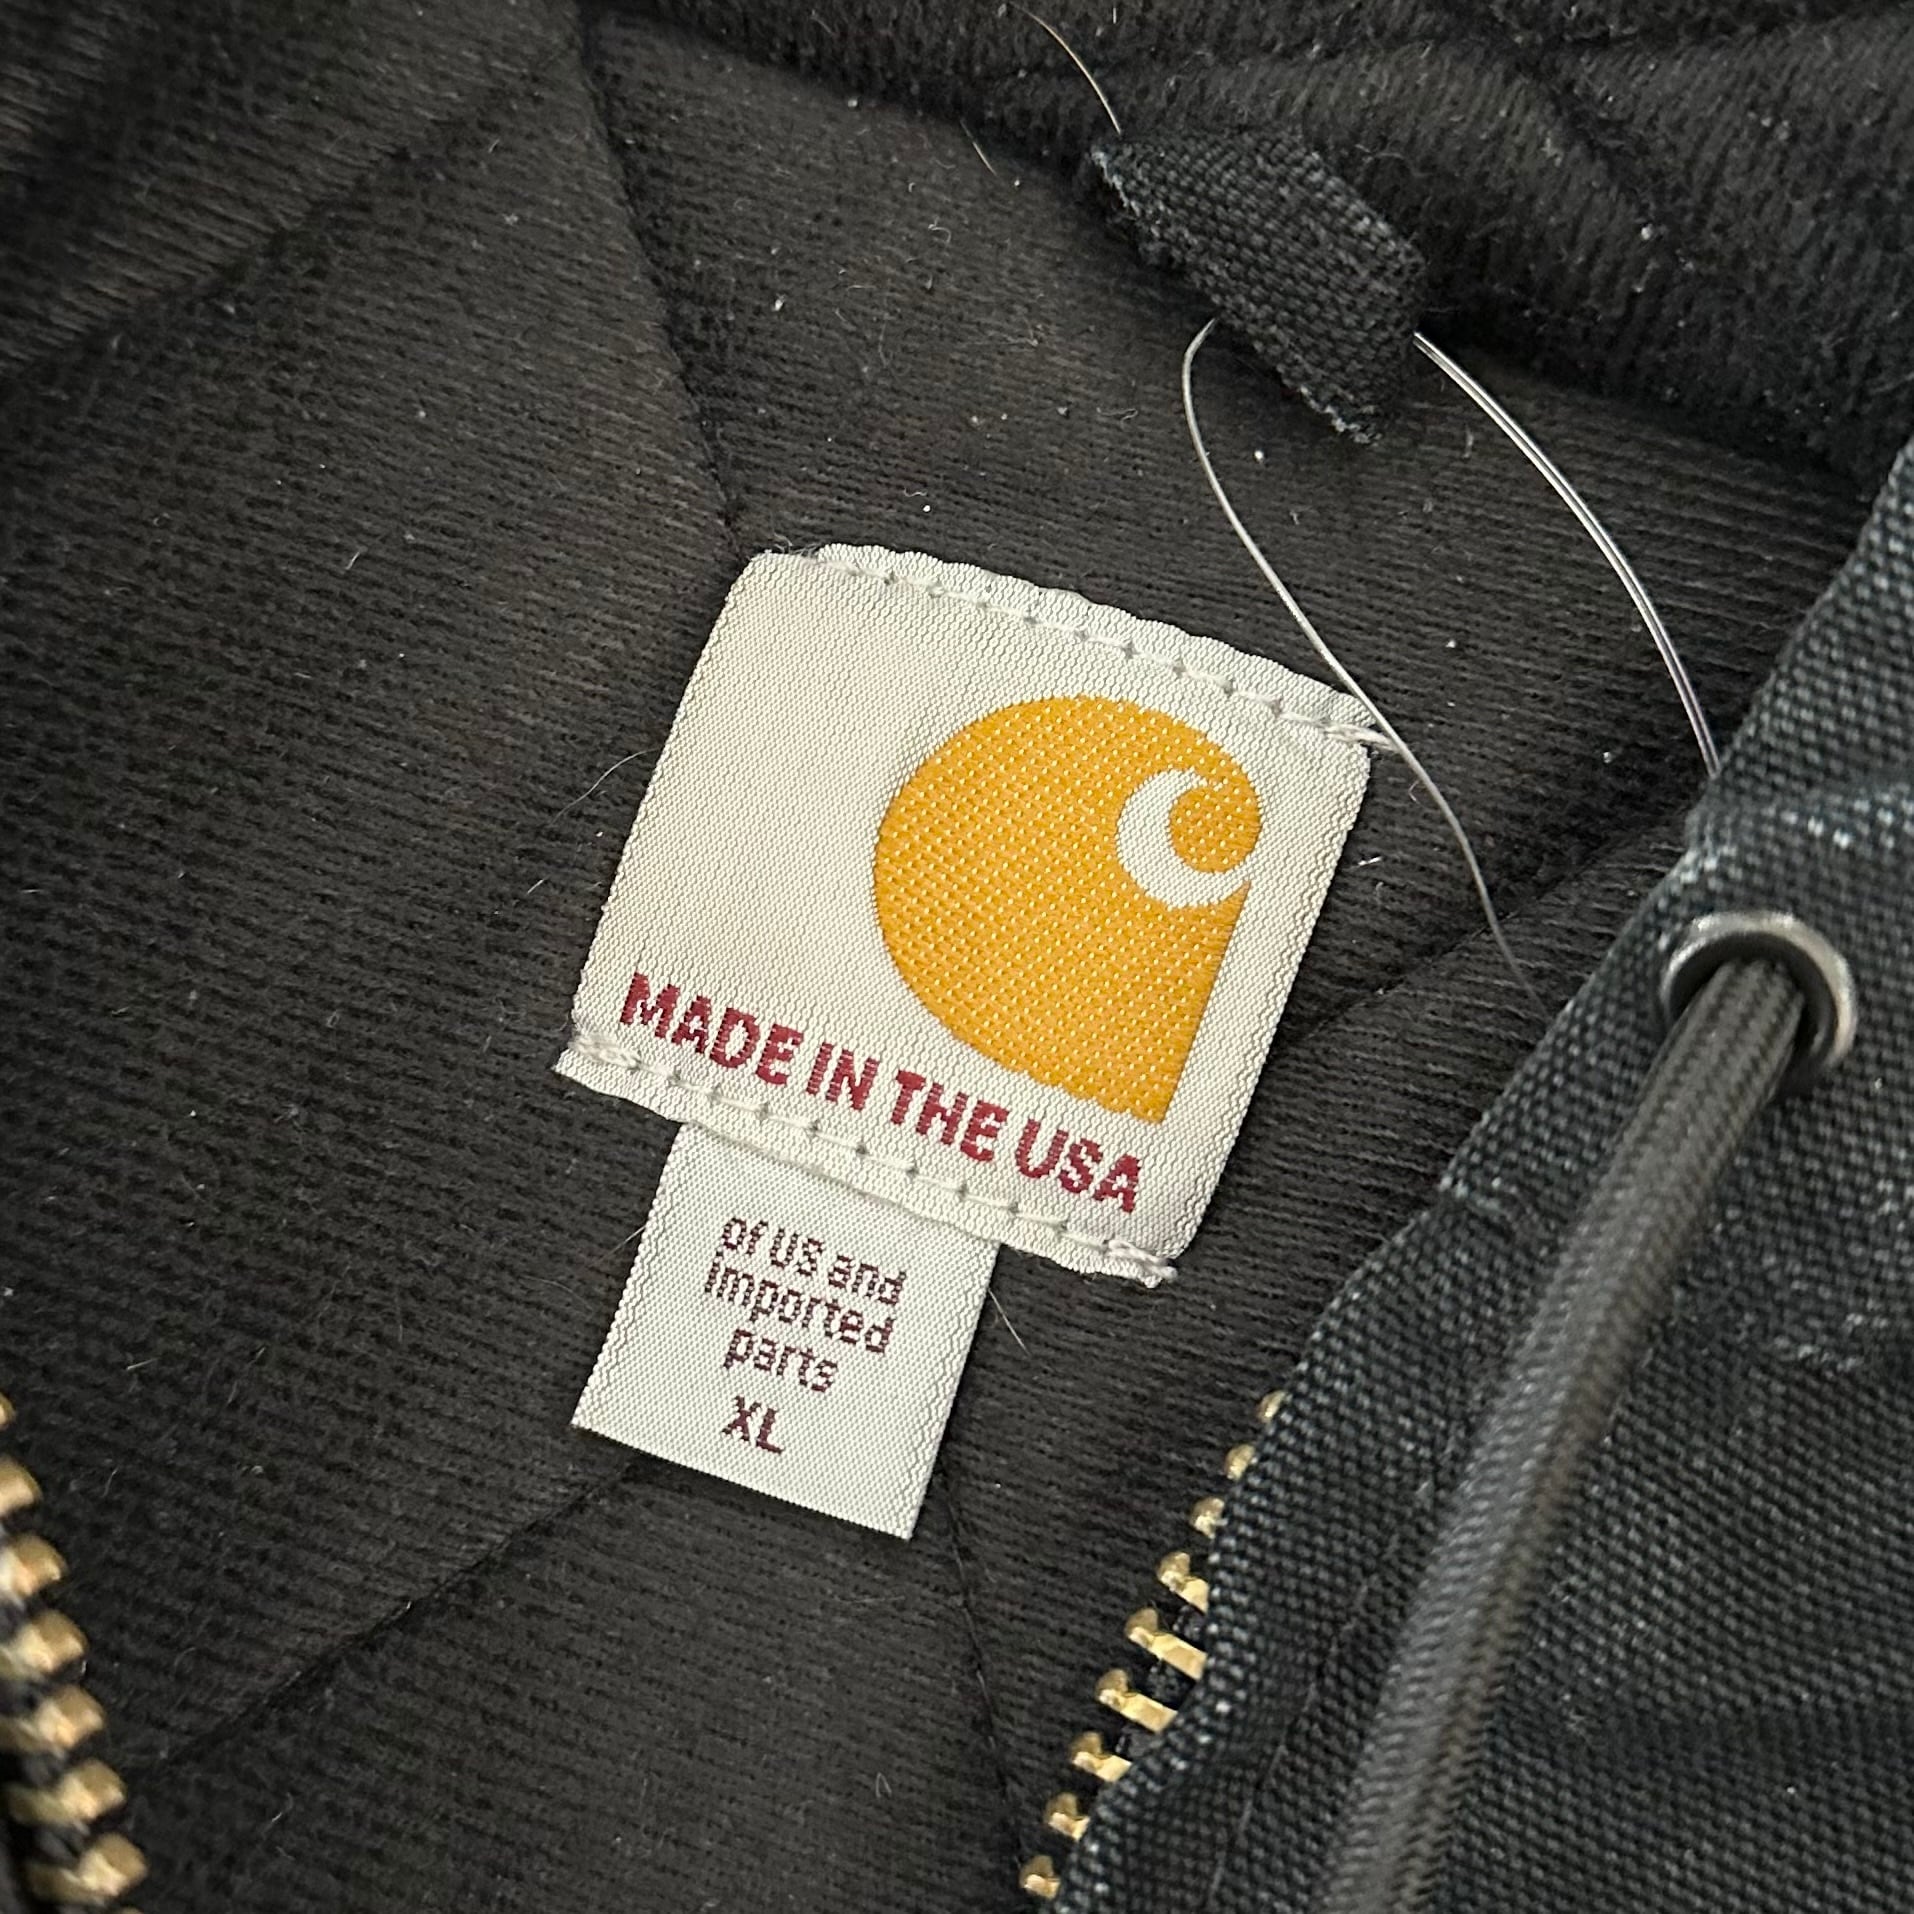 MADE IN THE USA
of US and
imported
parts
XL